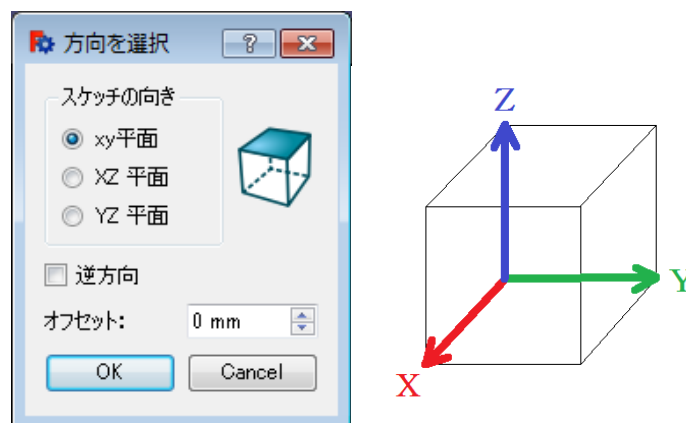 方向を選択
?
スケッチの向き
xy平面
XZ 平面
YZ 平面
逆方向
オフセット: 0 mm
OK Cancel
Z
Y
X